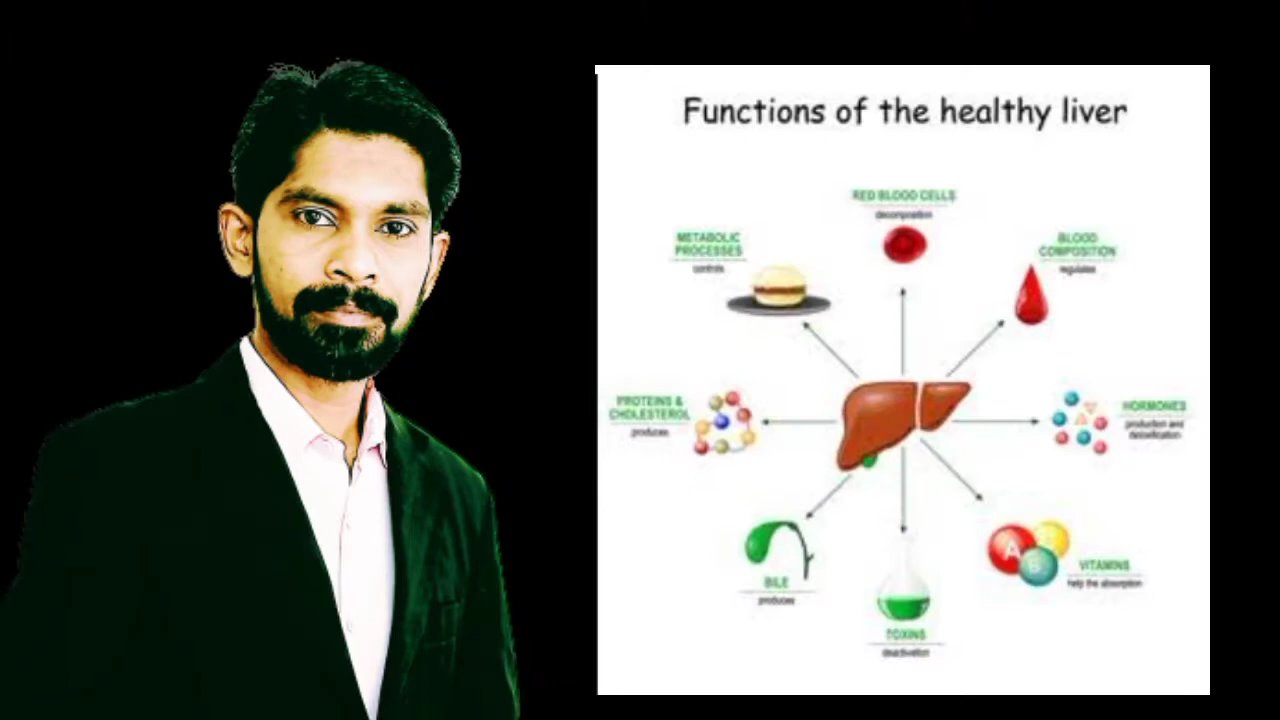 Functions of the healthy liver
RED BLOOD CELLS
decomposition
METABOLIC
PROCESSES
controls
BLOOD
COMPOSITION
regulates
PROTEINS &
CHOLESTEROL
produces
HORMONES
production and
detoxification
BILE
produces
VITAMINS
help the absorption
TOXINS
deactivation
A
B